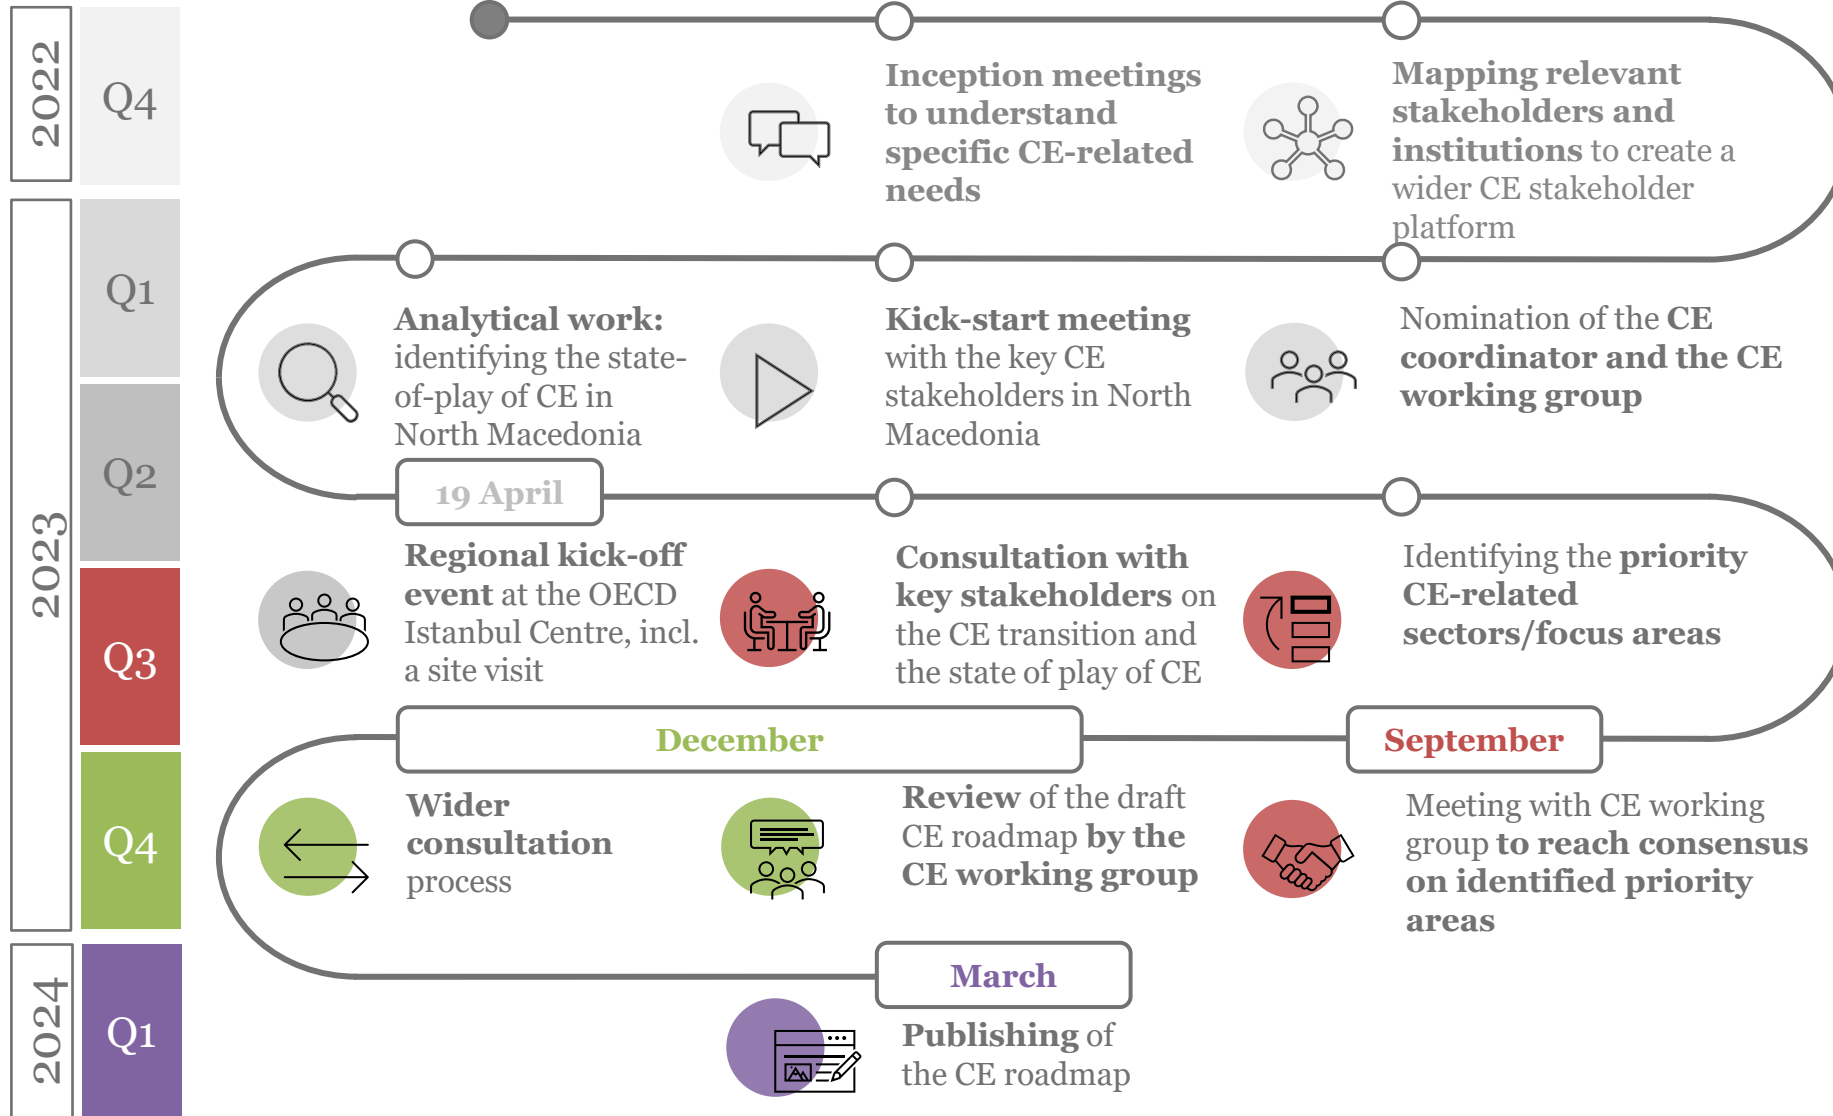 2022
Q4
Inception meetings
to understand
specific CE-related
needs
Mapping relevant
stakeholders and
institutions to create a
wider CE stakeholder
platform
2023
Q1
Analytical work:
identifying the state-
of-play of CE in
North Macedonia
Kick-start meeting
with the key CE
stakeholders in North
Macedonia
Nomination of the CE
coordinator and the CE
working group
Q2
19 April
Regional kick-off
event at the OECD
Istanbul Centre, incl.
a site visit
Consultation with
key stakeholders on
the CE transition and
the state of play of CE
Identifying the priority
CE-related
sectors/focus areas
Q3
December
September
Q4
Wider
consultation
process
Review of the draft
CE roadmap by the
CE working group
Meeting with CE working
group to reach consensus
on identified priority
areas
2024
Q1
March
Publishing of
the CE roadmap